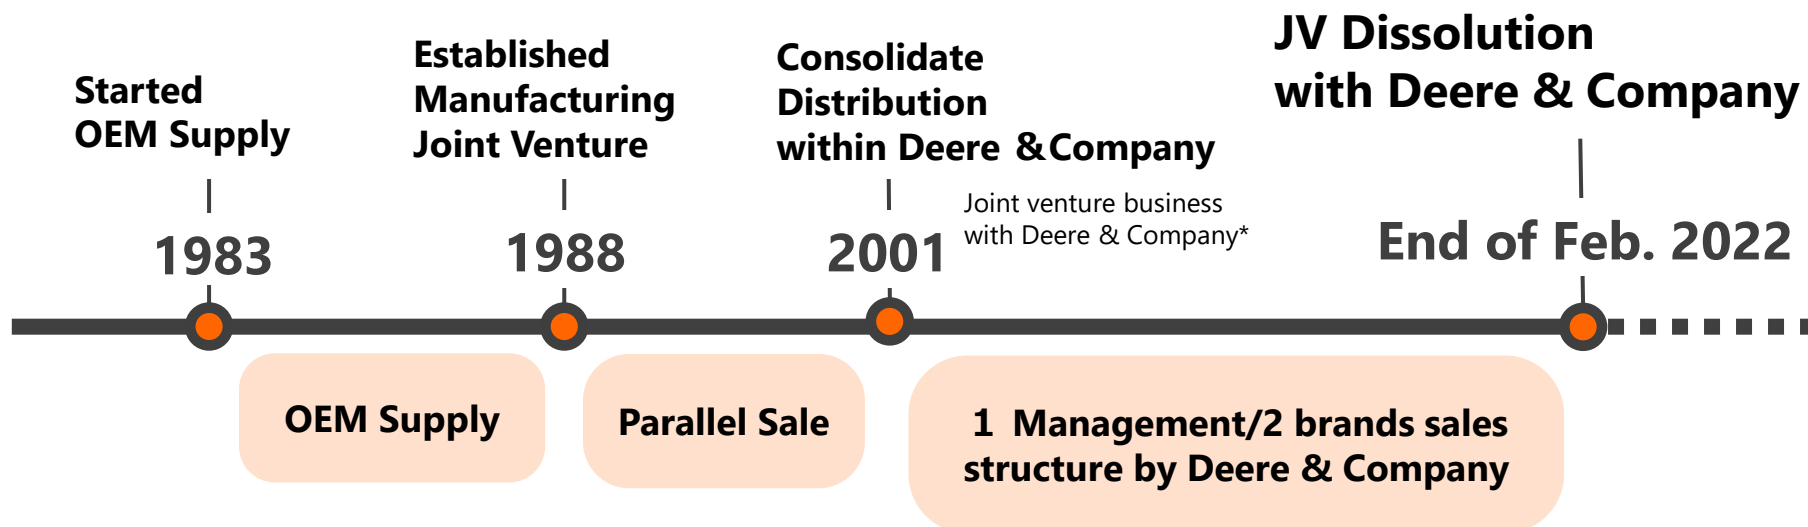 Started
OEM Supply
1983
Established
Manufacturing
Joint Venture
1988
Consolidate
Distribution
within Deere &Company
2001
Joint venture business
with Deere & Company*
JV Dissolution
with Deere & Company
End of Feb. 2022
OEM Supply
Parallel Sale
1 Management/2 brands sales
structure by Deere & Company